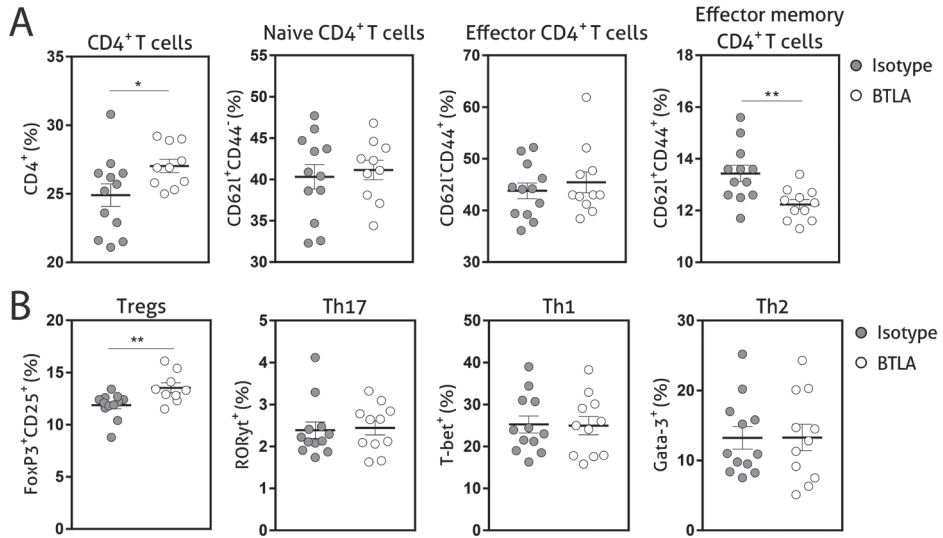 A
CD4⁺ T cells
Naive CD4⁺ T cells
Effector CD4⁺ T cells
Effector memory
CD4⁺ T cells
CD4⁺ (%)
35
30
25
20
*
CD62l⁺CD44⁻ (%)
55
50
45
40
35
30
CD62l⁻CD44⁺ (%)
70
60
50
40
30
CD62l⁺CD44⁺ (%)
18
16
14
12
10
**
Isotype
BTLA
B
Tregs
Th17
Th1
Th2
FoxP3⁺CD25⁺ (%)
20
15
10
5
0
**
RORγt⁺ (%)
5
4
3
2
1
0
T-bet⁺ (%)
50
40
30
20
10
0
Gata-3⁺ (%)
30
20
10
0
Isotype
BTLA